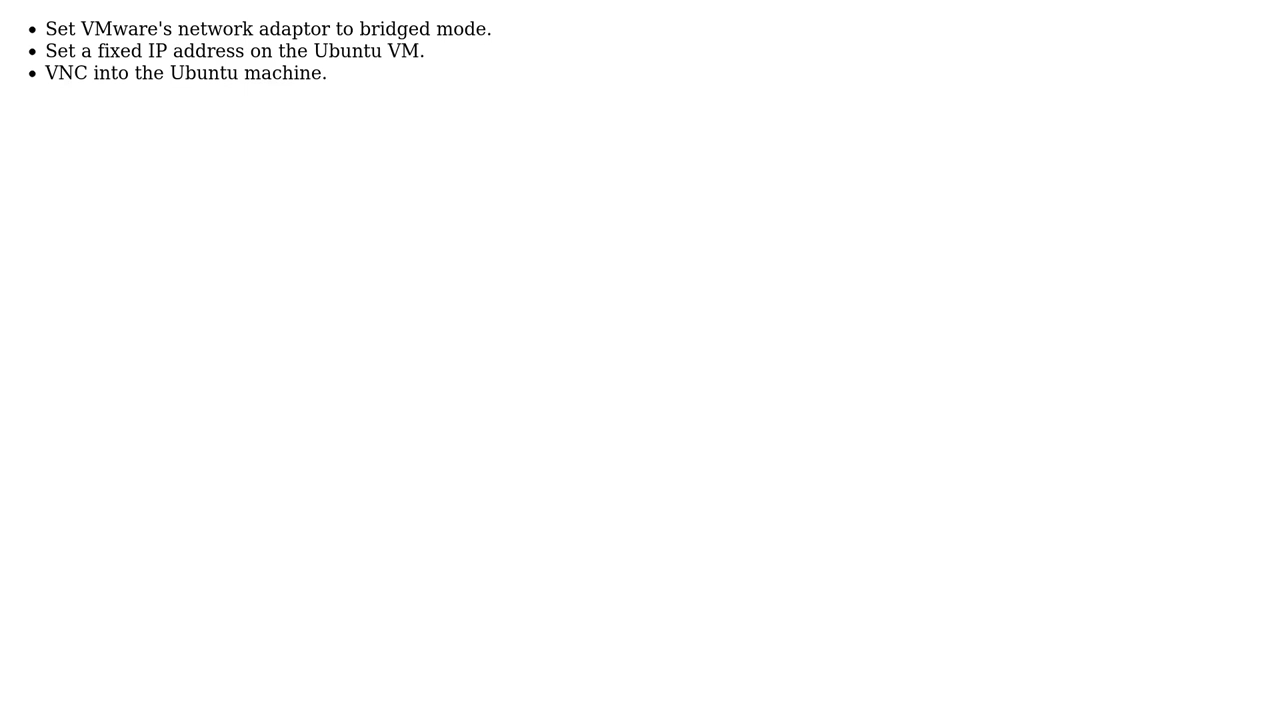 • Set VMware's network adaptor to bridged mode.
• Set a fixed IP address on the Ubuntu VM.
• VNC into the Ubuntu machine.